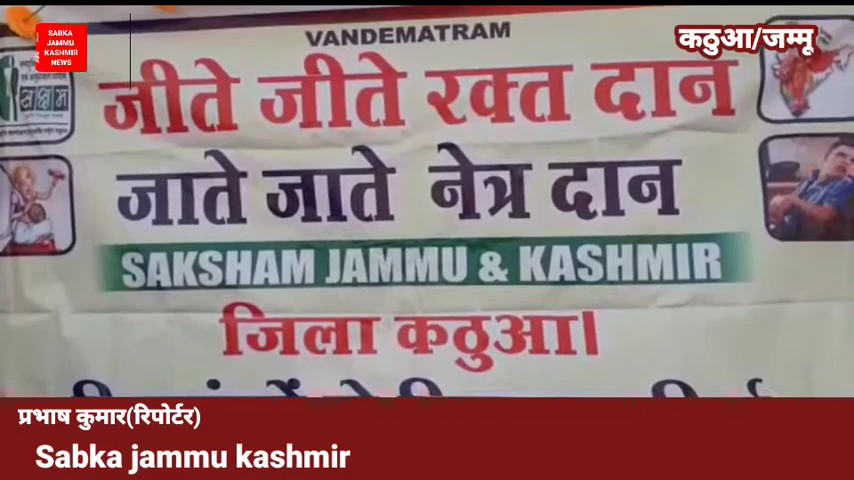 SABKA
JAMMU
KASHMIR
NEWS
VANDEMATRAM
कठुआ/जम्मू
जीते जीते रक्त दान
जाते जाते नेत्र दान
SAKSHAM JAMMU & KASHMIR
जिला कठुआ।
प्रभाष कुमार(रिपोर्टर)
Sabka jammu kashmir